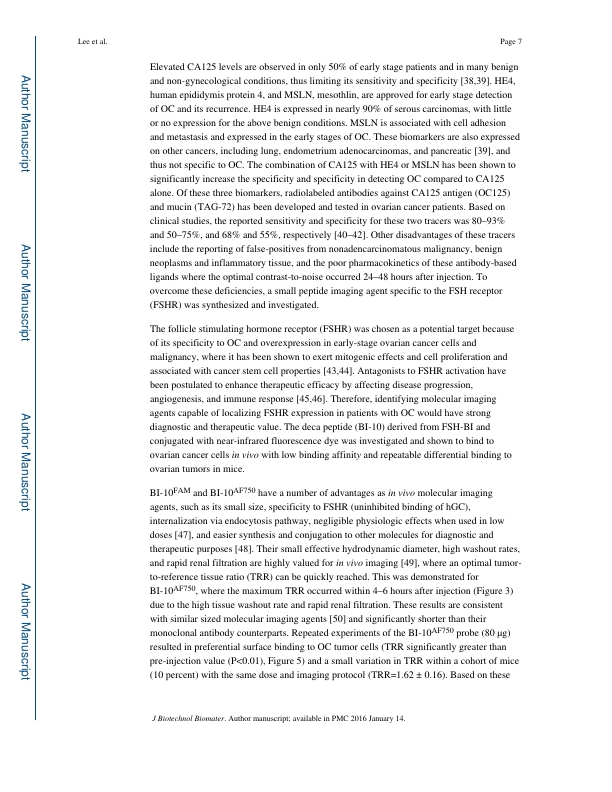 Lee et al.
Page 7
Author Manuscript
Author Manuscript
Author Manuscript
Author Manuscript
Elevated CA125 levels are observed in only 50% of early stage patients and in many benign
and non-gynecological conditions, thus limiting its sensitivity and specificity [38,39]. HE4,
human epididymis protein 4, and MSLN, mesothlin, are approved for early stage detection
of OC and its recurrence. HE4 is expressed in nearly 90% of serous carcinomas, with little
or no expression for the above benign conditions. MSLN is associated with cell adhesion
and metastasis and expressed in the early stages of OC. These biomarkers are also expressed
on other cancers, including lung, endometrium adenocarcinomas, and pancreatic [39], and
thus not specific to OC. The combination of CA125 with HE4 or MSLN has been shown to
significantly increase the specificity and specificity in detecting OC compared to CA125
alone. Of these three biomarkers, radiolabeled antibodies against CA125 antigen (OC125)
and mucin (TAG-72) has been developed and tested in ovarian cancer patients. Based on
clinical studies, the reported sensitivity and specificity for these two tracers was 80–93%
and 50–75%, and 68% and 55%, respectively [40–42]. Other disadvantages of these tracers
include the reporting of false-positives from nonadencarcinomatous malignancy, benign
neoplasms and inflammatory tissue, and the poor pharmacokinetics of these antibody-based
ligands where the optimal contrast-to-noise occurred 24–48 hours after injection. To
overcome these deficiencies, a small peptide imaging agent specific to the FSH receptor
(FSHR) was synthesized and investigated.
The follicle stimulating hormone receptor (FSHR) was chosen as a potential target because
of its specificity to OC and overexpression in early-stage ovarian cancer cells and
malignancy, where it has been shown to exert mitogenic effects and cell proliferation and
associated with cancer stem cell properties [43,44]. Antagonists to FSHR activation have
been postulated to enhance therapeutic efficacy by affecting disease progression,
angiogenesis, and immune response [45,46]. Therefore, identifying molecular imaging
agents capable of localizing FSHR expression in patients with OC would have strong
diagnostic and therapeutic value. The deca peptide (BI-10) derived from FSH-BI and
conjugated with near-infrared fluorescence dye was investigated and shown to bind to
ovarian cancer cells in vivo with low binding affinity and repeatable differential binding to
ovarian tumors in mice.
BI-10FAM and BI-10AF750 have a number of advantages as in vivo molecular imaging
agents, such as its small size, specificity to FSHR (uninhibited binding of hGC),
internalization via endocytosis pathway, negligible physiologic effects when used in low
doses [47], and easier synthesis and conjugation to other molecules for diagnostic and
therapeutic purposes [48]. Their small effective hydrodynamic diameter, high washout rates,
and rapid renal filtration are highly valued for in vivo imaging [49], where an optimal tumor-
to-reference tissue ratio (TRR) can be quickly reached. This was demonstrated for
BI-10AF750, where the maximum TRR occurred within 4–6 hours after injection (Figure 3)
due to the high tissue washout rate and rapid renal filtration. These results are consistent
with similar sized molecular imaging agents [50] and significantly shorter than their
monoclonal antibody counterparts. Repeated experiments of the BI-10AF750 probe (80 μg)
resulted in preferential surface binding to OC tumor cells (TRR significantly greater than
pre-injection value (P<0.01), Figure 5) and a small variation in TRR within a cohort of mice
(10 percent) with the same dose and imaging protocol (TRR=1.62 ± 0.16). Based on these
J Biotechnol Biomater. Author manuscript; available in PMC 2016 January 14.